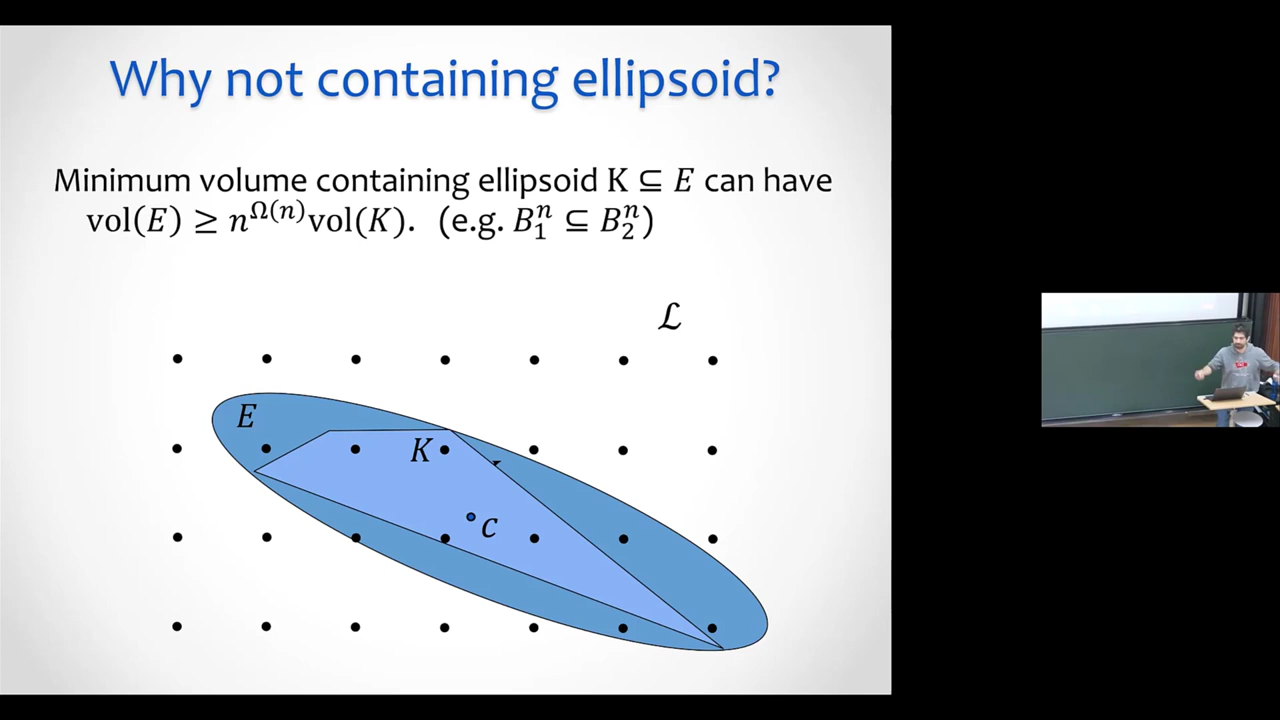 Why not containing ellipsoid?
Minimum volume containing ellipsoid K ⊆ E can have
vol(E) ≥ n^Ω(n) vol(K). (e.g. B₁ⁿ ⊆ B₂ⁿ)
ℒ
E
K
c